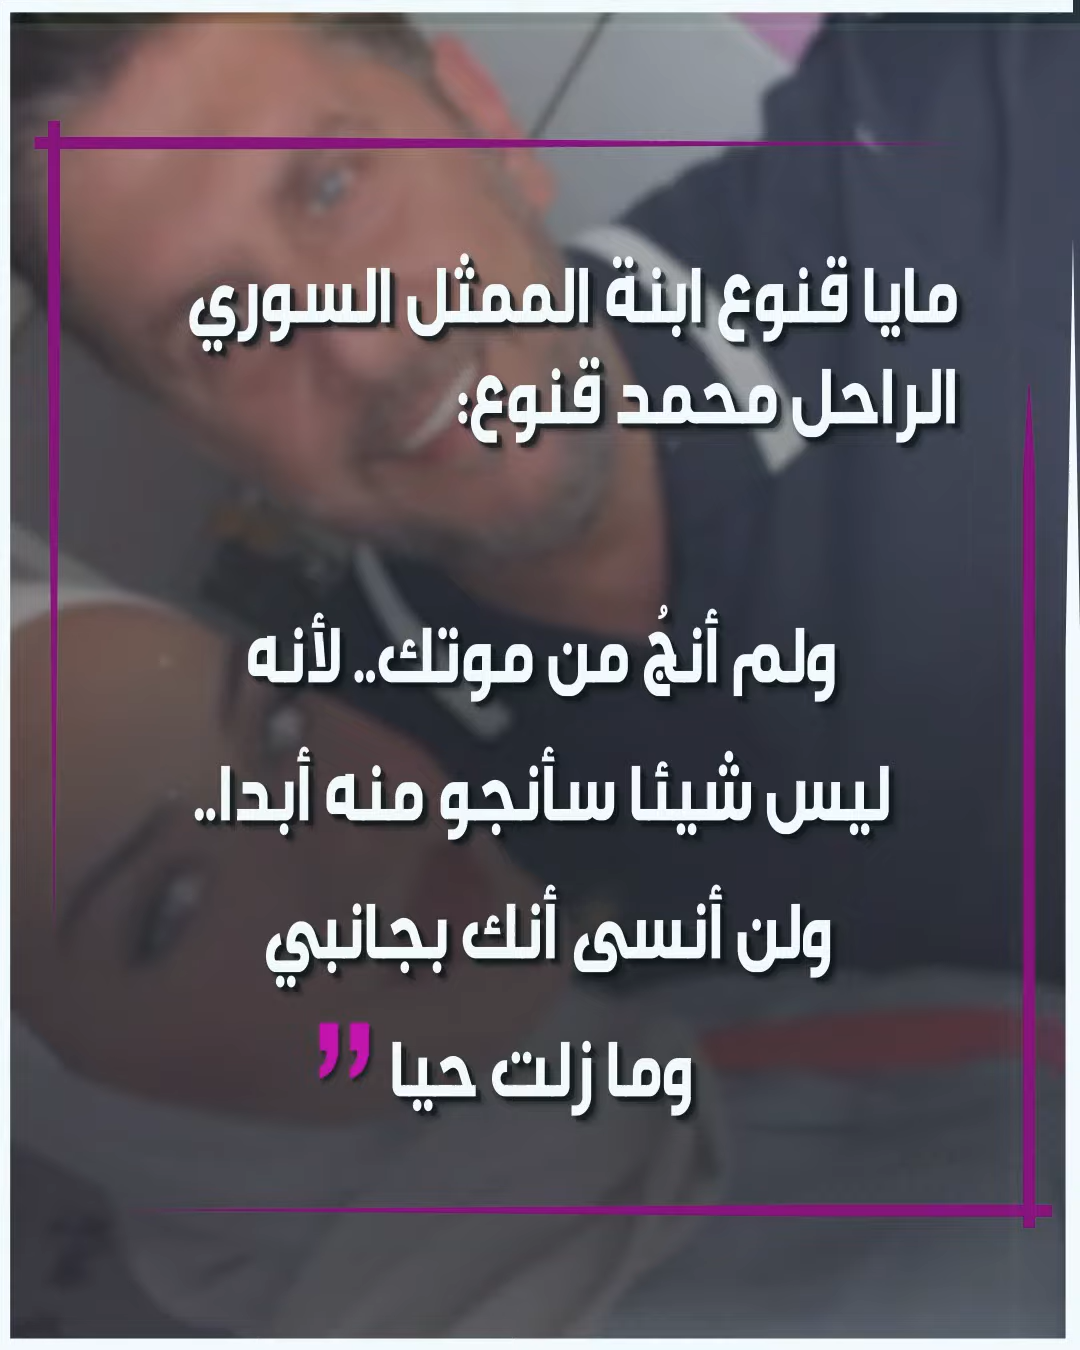 مايا قنوع ابنة الممثل السوري
الراحل محمد قنوع:
ولم أنجُ من موتك.. لأنه
ليس شيئا سأنجو منه أبدا..
ولن أنسى أنك بجانبي
وما زلت حيا ”